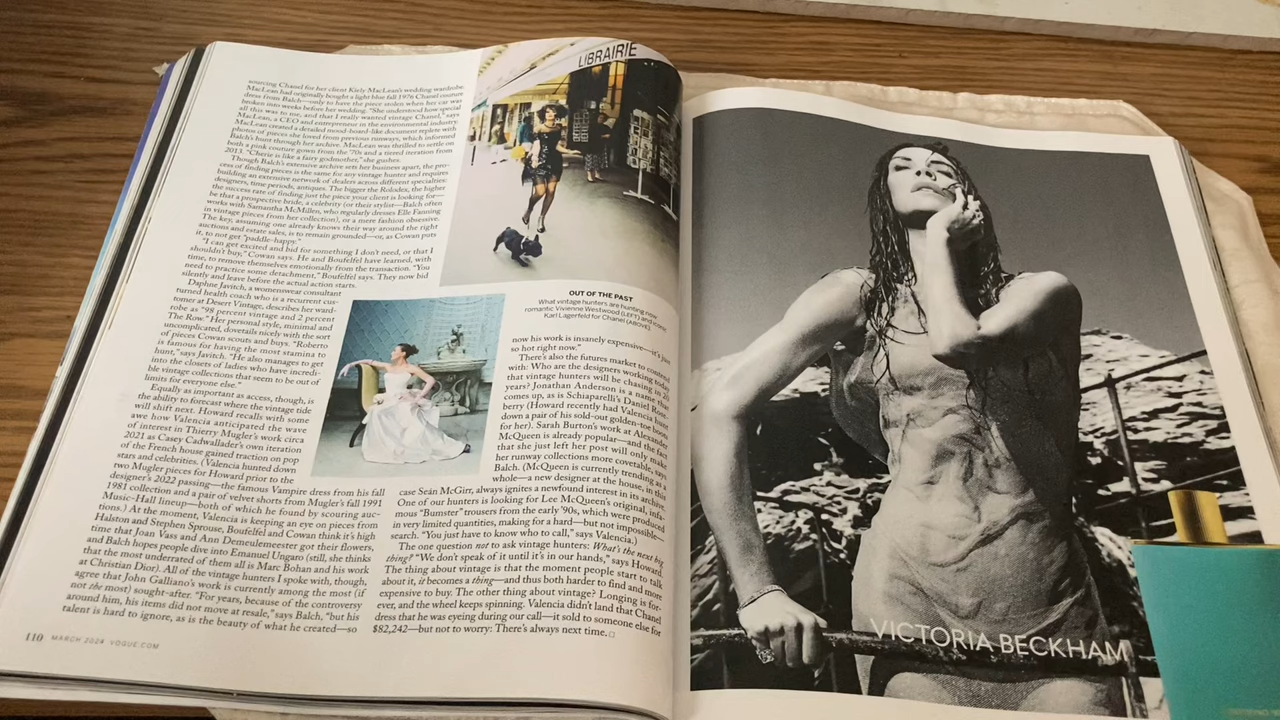 sourcing Chanel for her client Kiely MacLean's wedding wardrobe.
MacLean had originally bought a light blue fall 1976 Chanel couture
dress from Balch—only to have the piece stolen when her car was
broken into weeks before her wedding. "She understood how special
all this was to me, and that I really wanted vintage Chanel," says
MacLean, a CEO and entrepreneur in the environmental industry.
MacLean created a detailed mood-board-like document replete with
photos of pieces she loved from previous runways, which informed
Balch's hunt through her archive. MacLean was thrilled to settle on
both a pink couture gown from the '70s and a tiered iteration from
2013. "Cherie is like a fairy godmother," she gushes.
Though Balch's extensive archive sets her business apart, the pro-
cess of finding pieces is the same for any vintage hunter and requires
building an extensive network of dealers across different specialties:
designers, time periods, antiques. The bigger the Rolodex, the higher
the success rate of finding just the piece your client is looking for—
be that a prospective bride, a celebrity (or their stylist—Balch often
works with Samantha McMillen, who regularly dresses Elle Fanning
in vintage pieces from her collection), or a mere fashion obsessive.
The key, assuming one already knows their way around the right
auctions and estate sales, is to remain grounded—or, as Cowan puts
it, to not get "paddle-happy."
"I can get excited and bid for something I don't need, or that I
shouldn't buy," Cowan says. He and Boufelfel have learned, with
time, to remove themselves emotionally from the transaction. "You
need to practice some detachment," Boufelfel says. They now bid
silently and leave before the actual action starts.
Daphne Javitch, a womenswear consultant
turned health coach who is a recurrent cus-
tomer at Desert Vintage, describes her ward-
robe as "98 percent vintage and 2 percent
The Row." Her personal style, minimal and
uncomplicated, dovetails nicely with the sort
of pieces Cowan scouts and buys. "Roberto
is famous for having the most stamina to
hunt," says Javitch. "He also manages to get
into the closets of ladies who have incredi-
ble vintage collections that seem to be out of
limits for everyone else."
Equally as important as access, though, is
the ability to forecast where the vintage tide
will shift next. Howard recalls with some
awe how Valencia anticipated the wave
of interest in Thierry Mugler's work circa
2021 as Casey Cadwallader's own iteration
of the French house gained traction on pop
stars and celebrities. (Valencia hunted down
two Mugler pieces for Howard prior to the
designer's 2022 passing—the famous Vampire dress from his fall
1981 collection and a pair of velvet shorts from Mugler's fall 1991
Music-Hall lineup—both of which he found by scouring auc-
tions.) At the moment, Valencia is keeping an eye on pieces from
Halston and Stephen Sprouse, Boufelfel and Cowan think it's high
time that Joan Vass and Ann Demeulemeester got their flowers,
and Balch hopes people dive into Emanuel Ungaro (still, she thinks
that the most underrated of them all is Marc Bohan and his work
at Christian Dior). All of the vintage hunters I spoke with, though,
agree that John Galliano's work is currently among the most (if
not the most) sought-after. "For years, because of the controversy
around him, his items did not move at resale," says Balch, "but his
talent is hard to ignore, as is the beauty of what he created—so
LIBRAIRIE
OUT OF THE PAST
What vintage hunters are hunting now:
romantic Vivienne Westwood (LEFT) and iconic
Karl Lagerfeld for Chanel (ABOVE).
now his work is insanely expensive—it's just
so hot right now."
There's also the futures market to contend
with: Who are the designers working today
that vintage hunters will be chasing in 20
years? Jonathan Anderson is a name that
comes up, as is Schiaparelli's Daniel Rose-
berry (Howard recently had Valencia hunt
down a pair of his sold-out golden-toe boots
for her). Sarah Burton's work at Alexander
McQueen is already popular—and the fact
that she just left her post will only make
her runway collections more covetable, says
Balch. (McQueen is currently trending as a
whole—a new designer at the house, in this
case Seán McGirr, always ignites a newfound interest in its archive.
One of our hunters is looking for Lee McQueen's original, infa-
mous "Bumster" trousers from the early '90s, which were produced
in very limited quantities, making for a hard—but not impossible—
search. "You just have to know who to call," says Valencia.)
The one question not to ask vintage hunters: What's the next big
thing? "We don't speak of it until it's in our hands," says Howard.
The thing about vintage is that the moment people start to talk
about it, it becomes a thing—and thus both harder to find and more
expensive to buy. The other thing about vintage? Longing is for-
ever, and the wheel keeps spinning. Valencia didn't land that Chanel
dress that he was eyeing during our call—it sold to someone else for
$82,242—but not to worry: There's always next time.
110 MARCH 2024 VOGUE.COM
VICTORIA BECKHAM